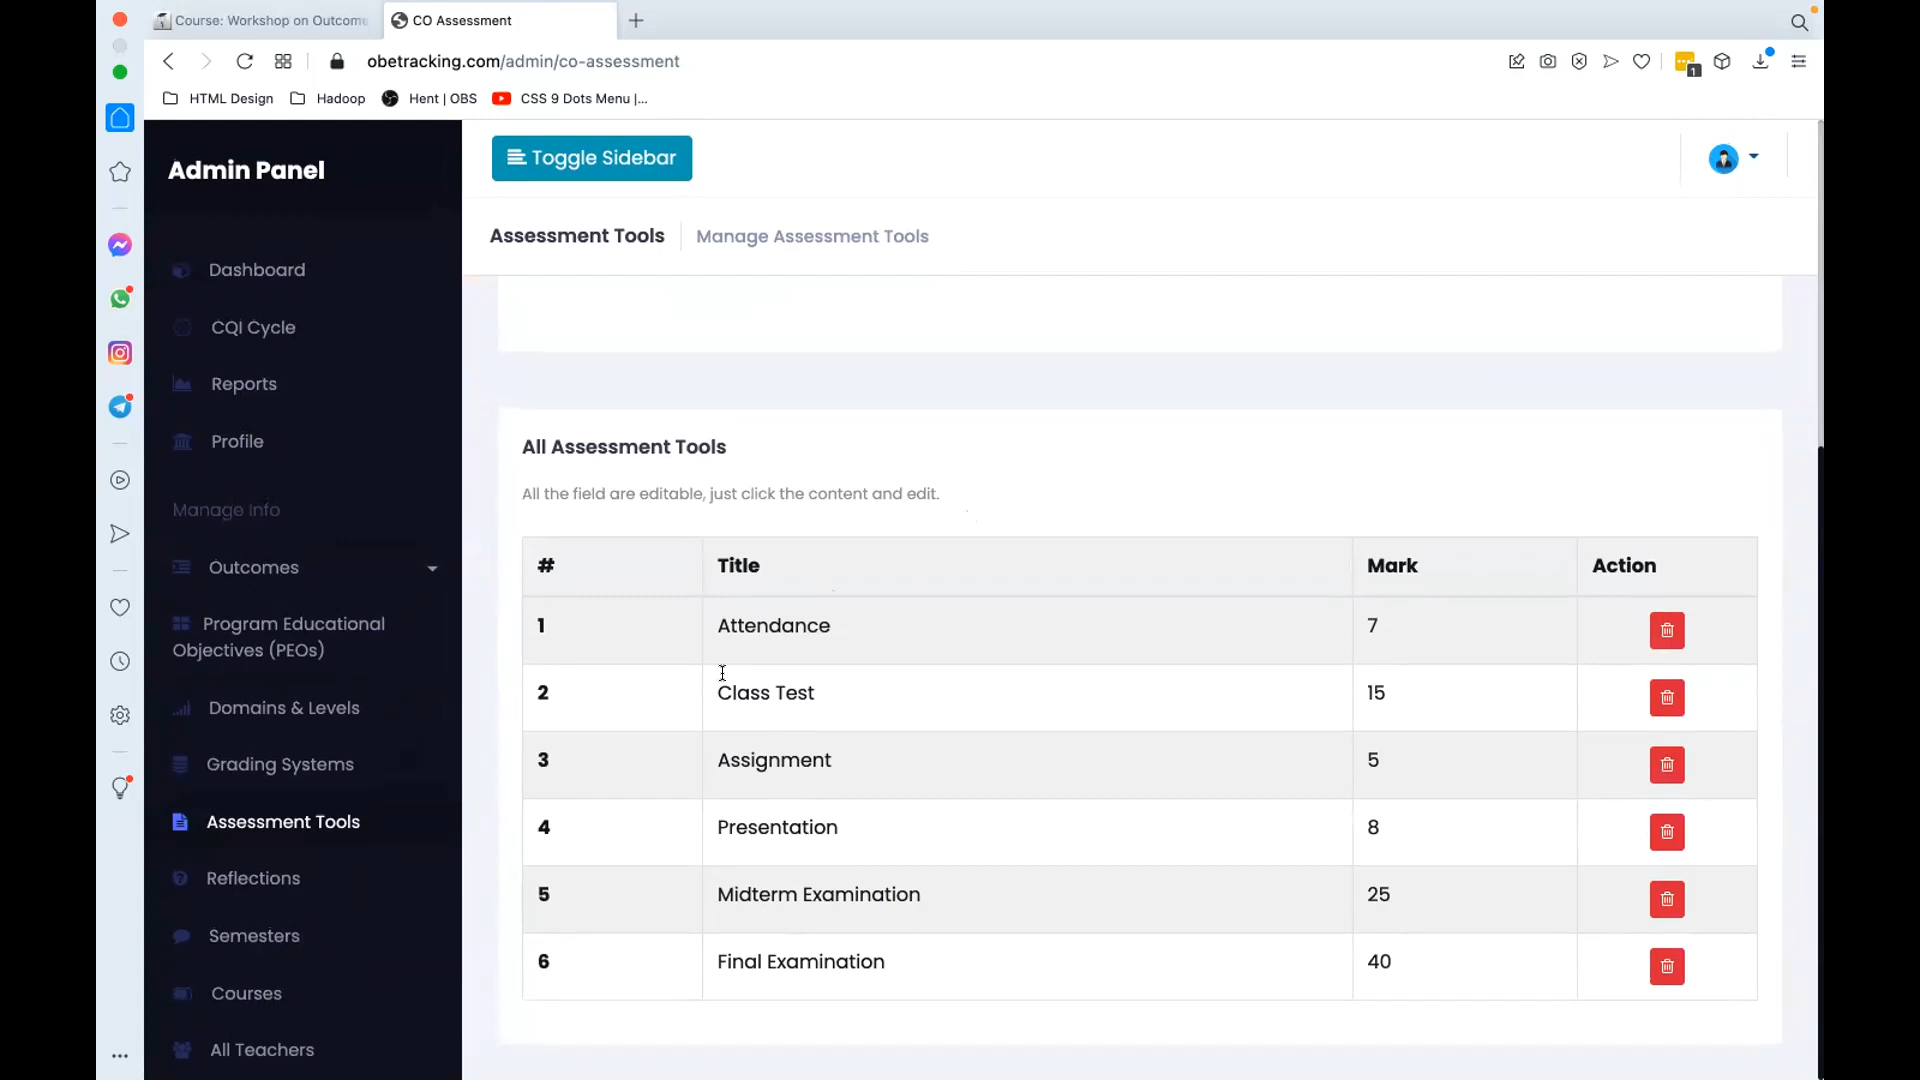 Course: Workshop on Outcome
CO Assessment
obetracking.com/admin/co-assessment
1
HTML Design
Hadoop
Hent | OBS
CSS 9 Dots Menu |...
Admin Panel
Toggle Sidebar
Assessment Tools
Manage Assessment Tools
Dashboard
CQI Cycle
Reports
Profile
Manage Info
Outcomes
Program Educational
Objectives (PEOs)
Domains & Levels
Grading Systems
Assessment Tools
Reflections
Semesters
Courses
All Teachers
All Assessment Tools
All the field are editable, just click the content and edit.
# Title Mark Action
1 Attendance 7
2 Class Test 15
3 Assignment 5
4 Presentation 8
5 Midterm Examination 25
6 Final Examination 40